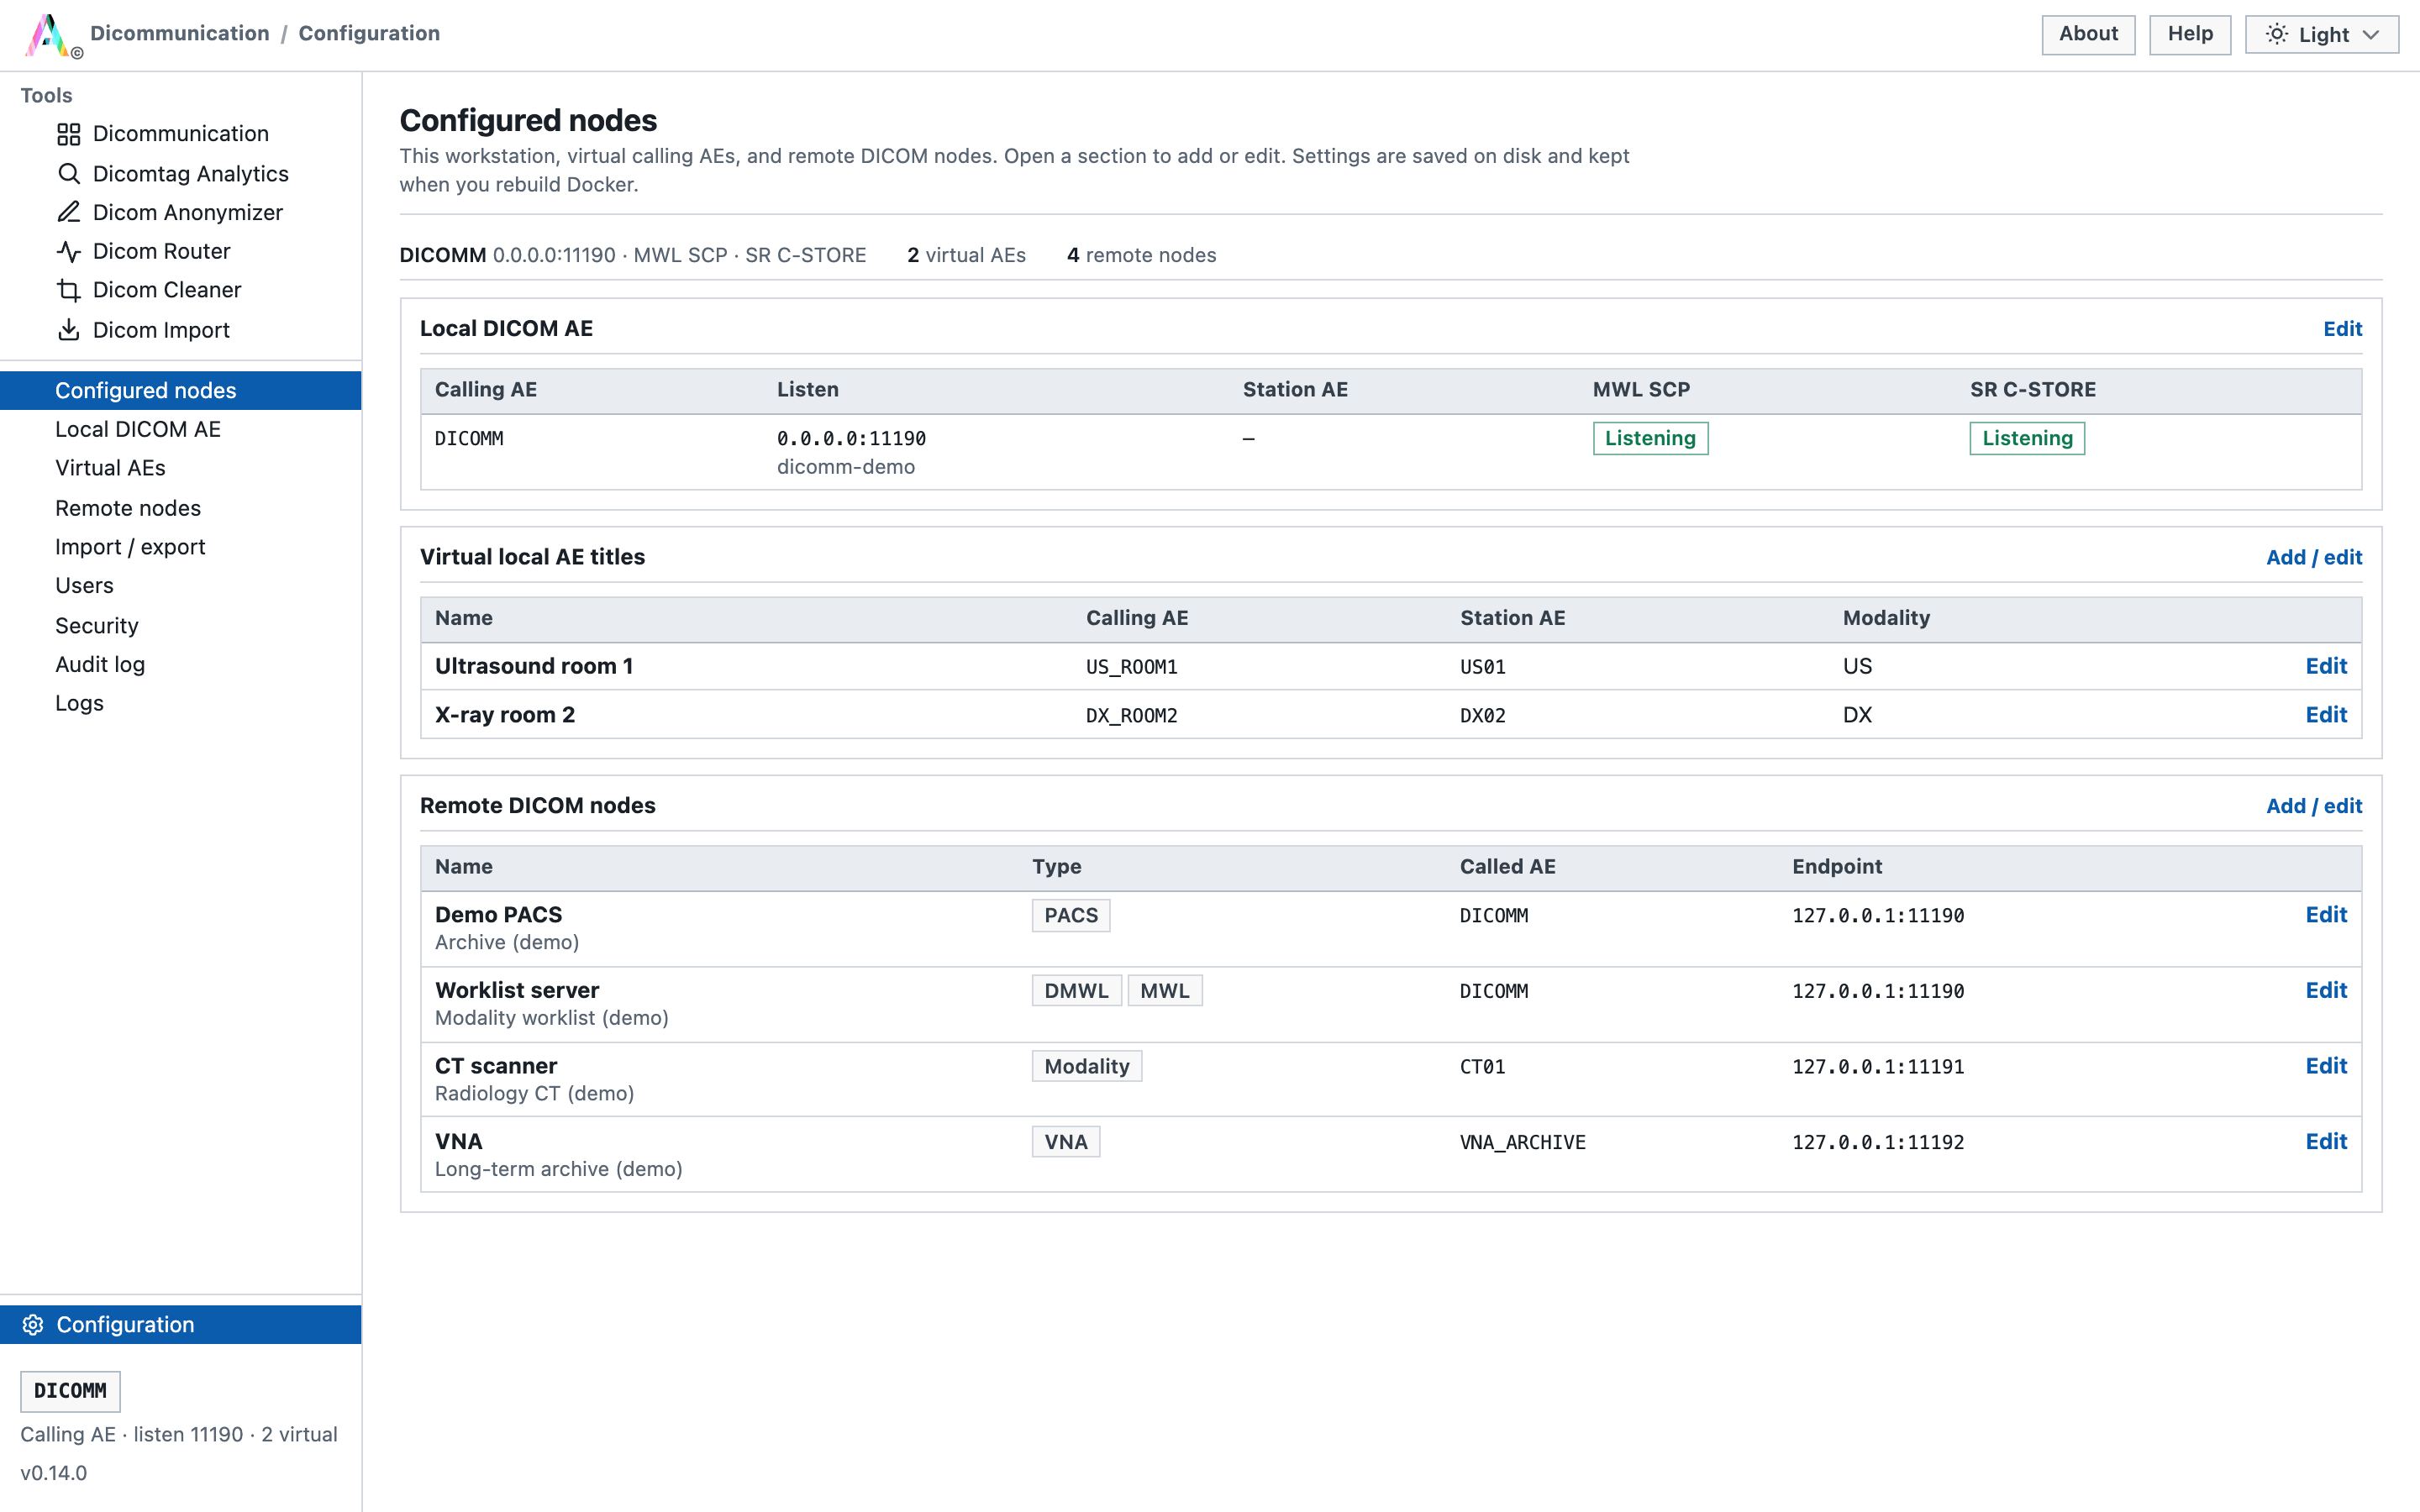 Dicommunication / Configuration
About
Help
Light
Tools
Dicommunication
Dicomtag Analytics
Dicom Anonymizer
Dicom Router
Dicom Cleaner
Dicom Import
Configured nodes
Local DICOM AE
Virtual AEs
Remote nodes
Import / export
Users
Security
Audit log
Logs
Configuration
DICOMM
Calling AE · listen 11190 · 2 virtual
v0.14.0
Configured nodes
This workstation, virtual calling AEs, and remote DICOM nodes. Open a section to add or edit. Settings are saved on disk and kept
when you rebuild Docker.
DICOMM 0.0.0.0:11190 · MWL SCP · SR C-STORE 2 virtual AEs 4 remote nodes
Local DICOM AE Edit
Calling AE Listen Station AE MWL SCP SR C-STORE
DICOMM 0.0.0.0:11190 — Listening Listening
dicomm-demo
Virtual local AE titles Add / edit
Name Calling AE Station AE Modality
Ultrasound room 1 US_ROOM1 US01 US Edit
X-ray room 2 DX_ROOM2 DX02 DX Edit
Remote DICOM nodes Add / edit
Name Type Called AE Endpoint
Demo PACS PACS DICOMM 127.0.0.1:11190 Edit
Archive (demo)
Worklist server DMWL MWL DICOMM 127.0.0.1:11190 Edit
Modality worklist (demo)
CT scanner Modality CT01 127.0.0.1:11191 Edit
Radiology CT (demo)
VNA VNA VNA_ARCHIVE 127.0.0.1:11192 Edit
Long-term archive (demo)